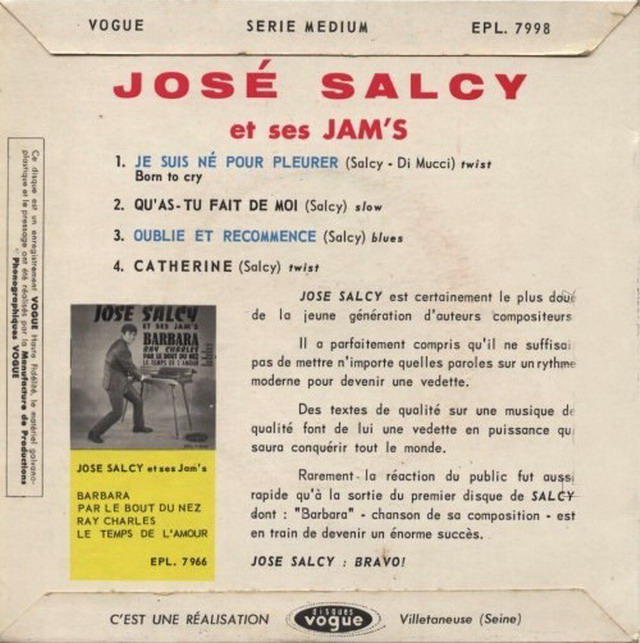 VOGUE SERIE MEDIUM EPL. 7998
JOSÉ SALCY
et ses JAM'S
1. JE SUIS NÉ POUR PLEURER (Salcy - Di Mucci) twist
Born to cry
2. QU'AS-TU FAIT DE MOI (Salcy) slow
3. OUBLIE ET RECOMMENCE (Salcy) blues
4. CATHERINE (Salcy) twist
Ce disque est un enregistrement VOGUE Haute Fidélité, le matériel galvano-
plastique et le pressage ont été réalisés par la Manufacture de Productions
Phonographiques VOGUE
JOSE SALCY
ET SES JAM'S
BARBARA
RAY CHARLES
PAR LE BOUT DU NEZ
LE TEMPS DE L'AMOUR
JOSE SALCY et ses Jam's
BARBARA
PAR LE BOUT DU NEZ
RAY CHARLES
LE TEMPS DE L'AMOUR
EPL. 7966
JOSE SALCY est certainement le plus doué
de la jeune génération d'auteurs compositeurs
Il a parfaitement compris qu'il ne suffisai
pas de mettre n'importe quelles paroles sur un rythme
moderne pour devenir une vedette.
Des textes de qualité sur une musique de
qualité font de lui une vedette en puissance qu
saura conquérir tout le monde.
Rarement la réaction du public fut aussi
rapide qu'à la sortie du premier disque de SALCY
dont : "Barbara" - chanson de sa composition - est
en train de devenir un énorme succès.
JOSE SALCY : BRAVO!
C'EST UNE RÉALISATION disques vogue Villetaneuse (Seine)